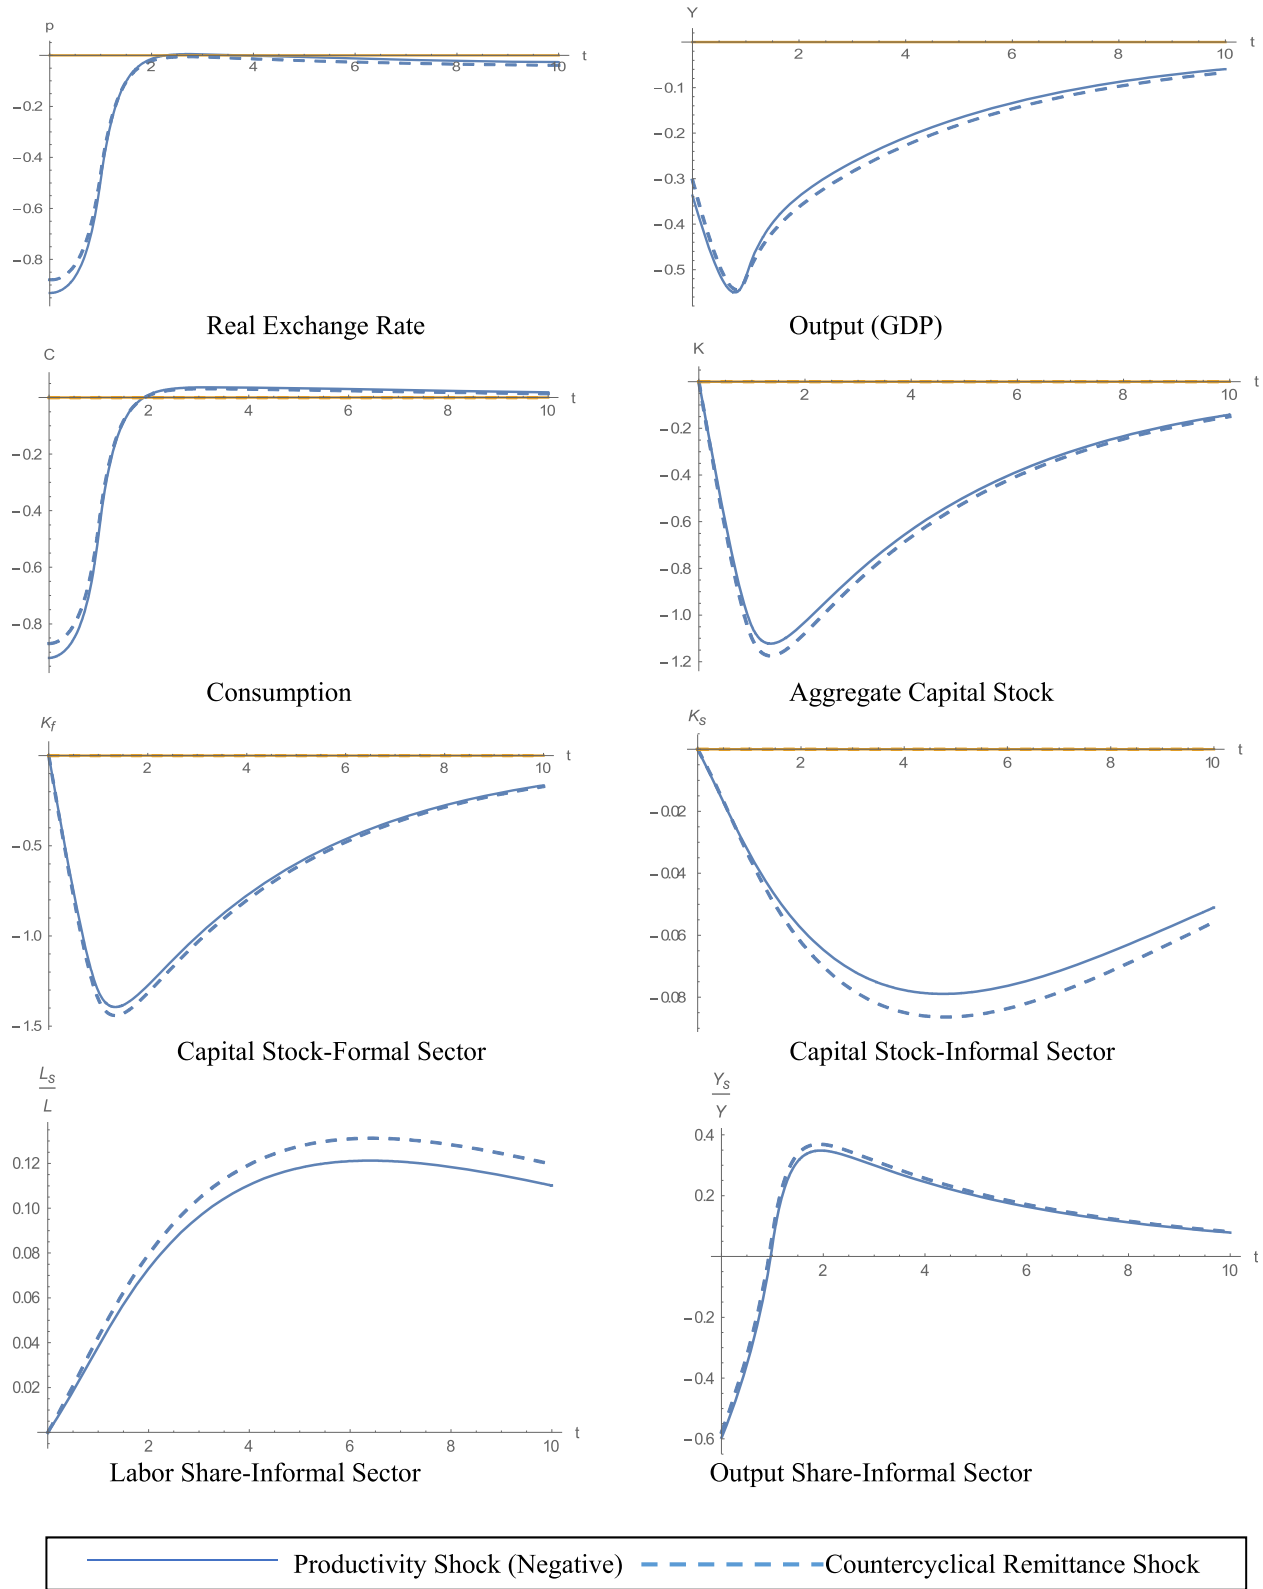 p
t
2 4 6 8 10
−0.2
−0.4
−0.6
−0.8
Real Exchange Rate
Y
t
2 4 6 8 10
−0.1
−0.2
−0.3
−0.4
−0.5
Output (GDP)
C
t
2 4 6 8 10
−0.2
−0.4
−0.6
−0.8
Consumption
K
t
2 4 6 8 10
−0.2
−0.4
−0.6
−0.8
−1.0
−1.2
Aggregate Capital Stock
K_f
t
2 4 6 8 10
−0.5
−1.0
−1.5
Capital Stock-Formal Sector
K_s
t
2 4 6 8 10
−0.02
−0.04
−0.06
−0.08
Capital Stock-Informal Sector
L_s
L
0.12
0.10
0.08
0.06
0.04
0.02
t
2 4 6 8 10
Labor Share-Informal Sector
Y_s
Y
0.4
0.2
t
2 4 6 8 10
−0.2
−0.4
−0.6
Output Share-Informal Sector
Productivity Shock (Negative)
Countercyclical Remittance Shock